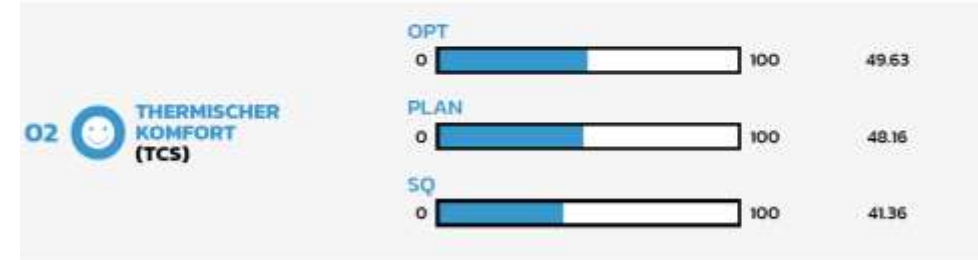 02
THERMISCHER
KOMFORT
(TCS)
OPT
0 100 49.63
PLAN
0 100 48.16
SQ
0 100 41.36